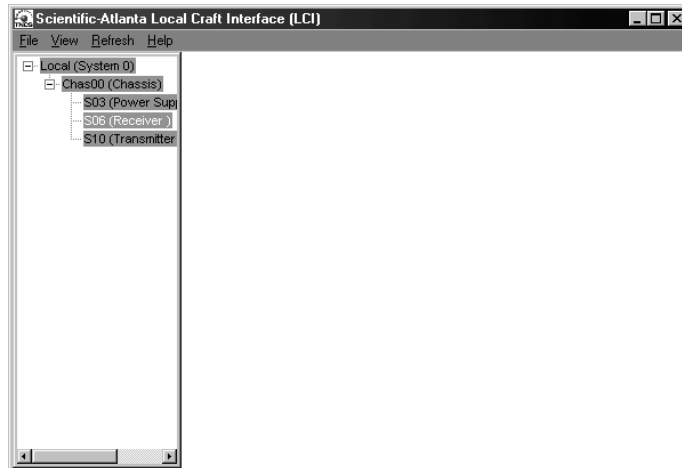 Scientific-Atlanta Local Craft Interface (LCI)
File View Refresh Help
Local (System 0)
Chas00 (Chassis)
S03 (Power Sup
S06 (Receiver )
S10 (Transmitter